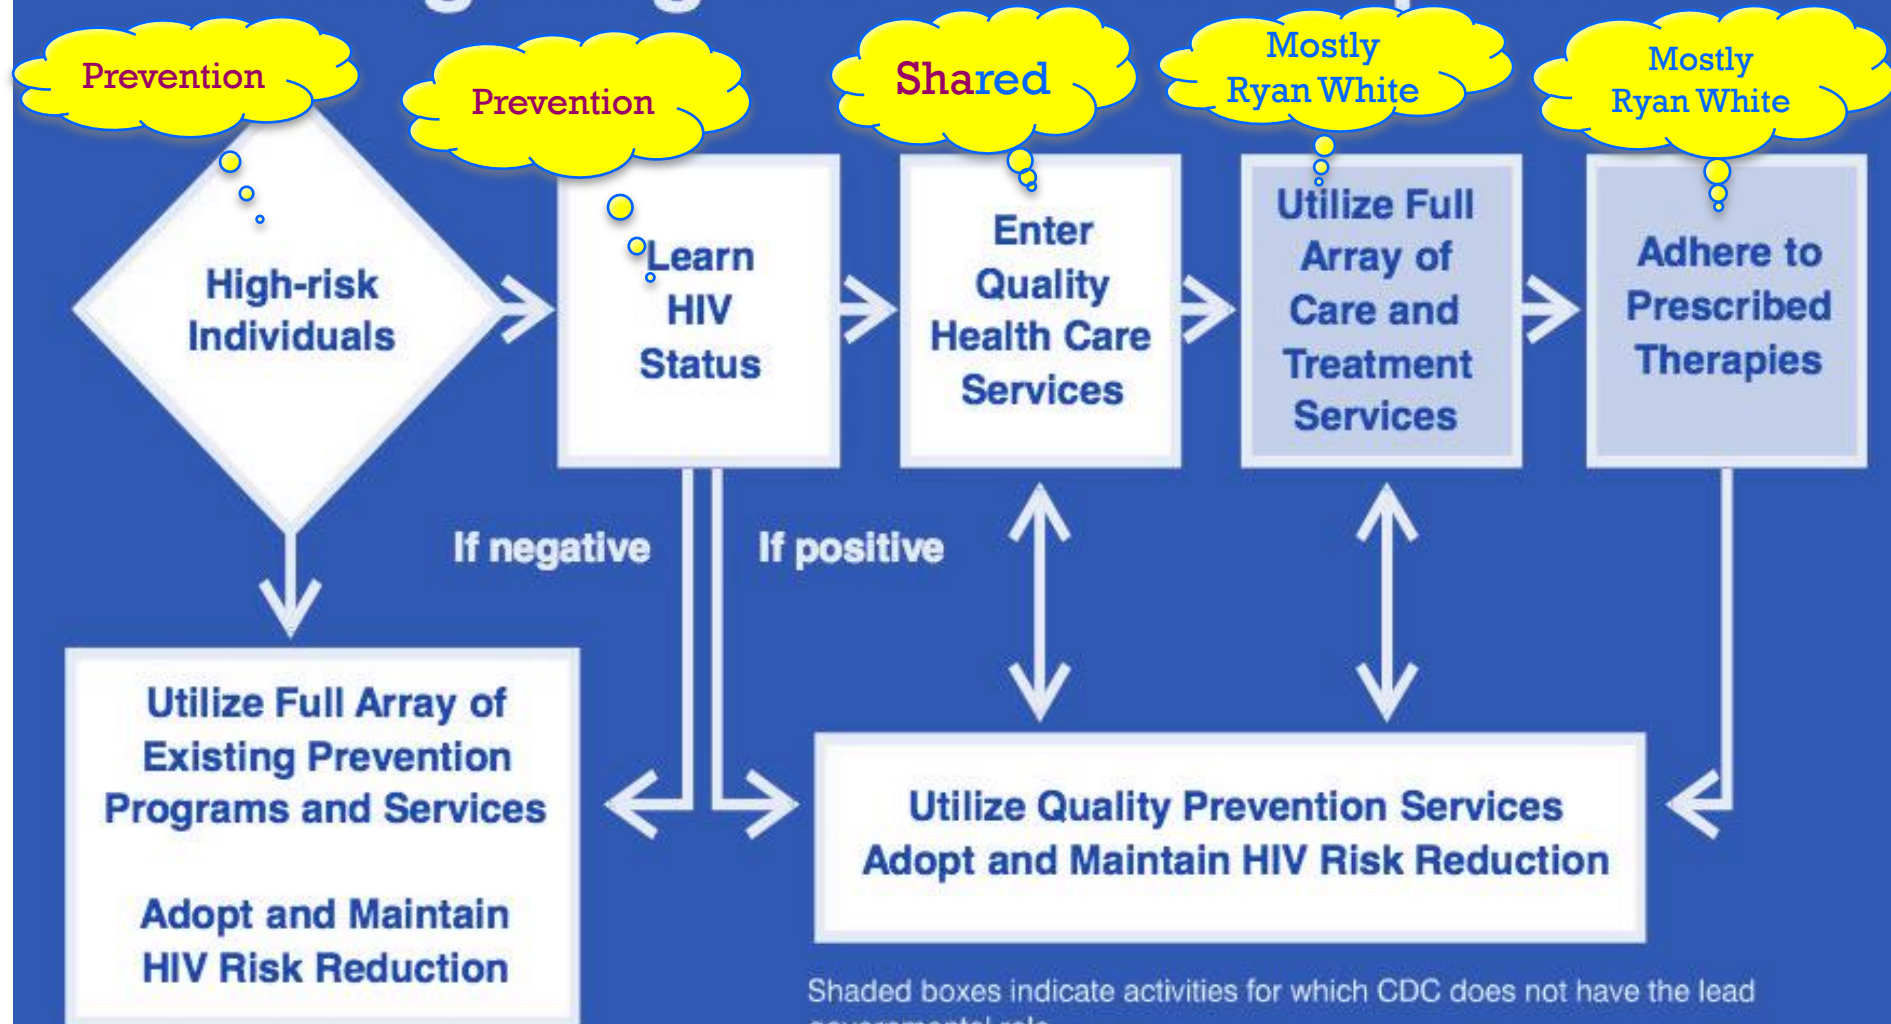 Prevention
Prevention
Shared
Mostly
Ryan White
Mostly
Ryan White
High-risk
Individuals
Learn
HIV
Status
Enter
Quality
Health Care
Services
Utilize Full
Array of
Care and
Treatment
Services
Adhere to
Prescribed
Therapies
If negative
If positive
Utilize Full Array of
Existing Prevention
Programs and Services
Adopt and Maintain
HIV Risk Reduction
Utilize Quality Prevention Services
Adopt and Maintain HIV Risk Reduction
Shaded boxes indicate activities for which CDC does not have the lead